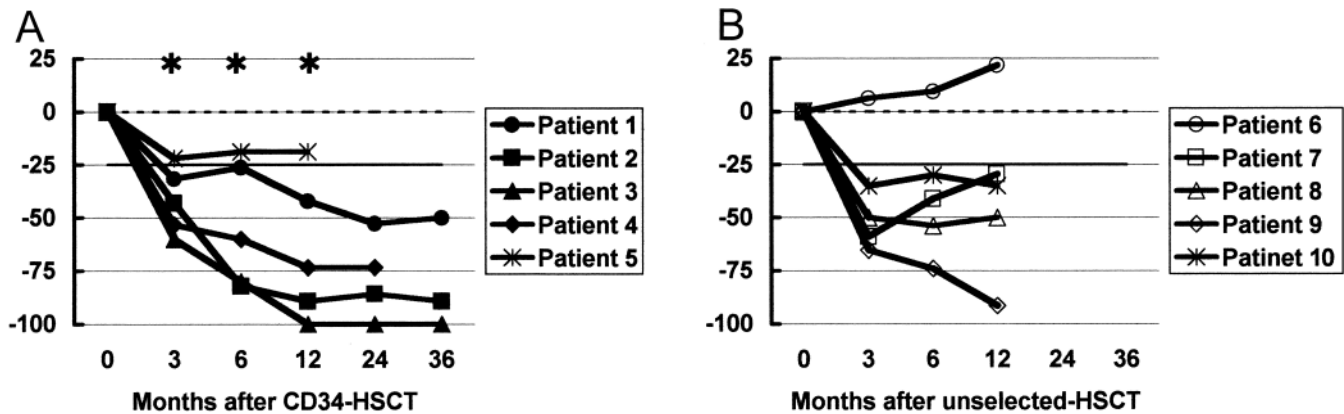 A
25
0
-25
-50
-75
-100
0 3 6 12 24 36
Months after CD34-HSCT
Patient 1
Patient 2
Patient 3
Patient 4
Patient 5
B
25
0
-25
-50
-75
-100
0 3 6 12 24 36
Months after unselected-HSCT
Patient 6
Patient 7
Patient 8
Patient 9
Patinet 10